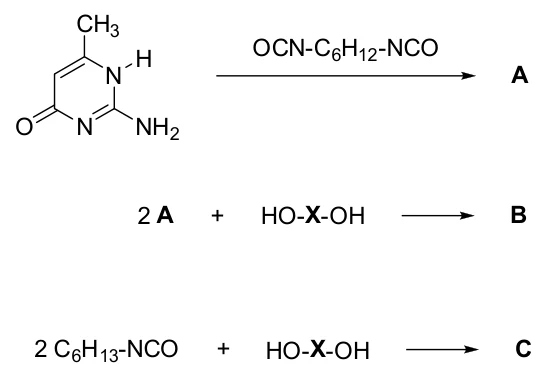 CH₃
OCN-C₆H₁₂-NCO
H
N
A
O
N
NH₂
2 A + HO-X-OH B
2 C₆H₁₃-NCO + HO-X-OH C